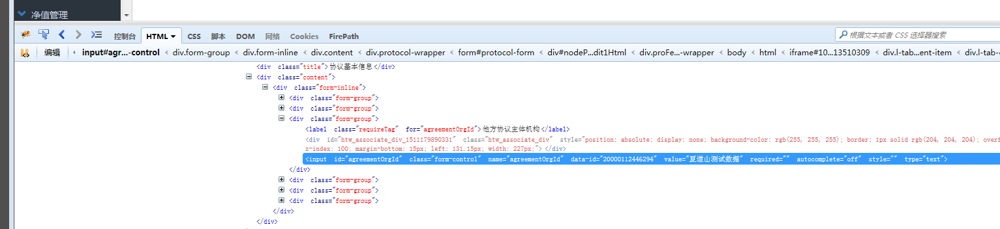 净值管理
控制台 HTML CSS 脚本 DOM 网络 Cookies FirePath 根据文本或者 CSS 选择器搜索
编辑 input#agr...-control < div.form-group < div.form-inline < div.content < div.protocol-wrapper < form#protocol-form < div#nodeP...dit1Html < div.proFe...-wrapper < body < html < iframe#10...13510309 < div.l-tab...ent-item < div.l-tab-c
<div class="title">协议基本信息</div>
<div class="content">
<div class="form-inline">
<div class="form-group">
<div class="form-group">
<div class="form-group">
<label class="requireTag" for="agreementOrgId">他方协议主体机构</label>
<div id="htw_associate_div_1511179890331" class="htw_associate_div" style="position: absolute; display: none; background-color: rgb(255, 255, 255); border: 1px solid rgb(204, 204, 204); overf
z-index: 100; margin-bottom: 15px; left: 131.15px; width: 227px;"></div>
<input id="agreementOrgId" class="form-control" name="agreementOrgId" data-id="20000112446294" value="夏道山测试数据" required="" autocomplete="off" style="" type="text">
</div>
<div class="form-group">
<div class="form-group">
<div class="form-group">
</div>
</div>